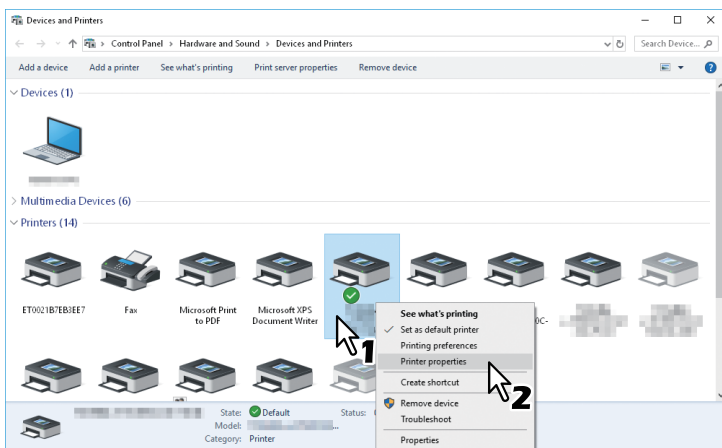 Devices and Printers
Control Panel > Hardware and Sound > Devices and Printers
Search Device...
Add a device Add a printer See what's printing Print server properties Remove device
Devices (1)
Multimedia Devices (6)
Printers (14)
ET0021B7EB3EE7
Fax
Microsoft Print
to PDF
Microsoft XPS
Document Writer
0C-
See what's printing
Set as default printer
Printing preferences
Printer properties
Create shortcut
Remove device
Troubleshoot
Properties
1
2
State: Default Status:
Model: ...
Category: Printer